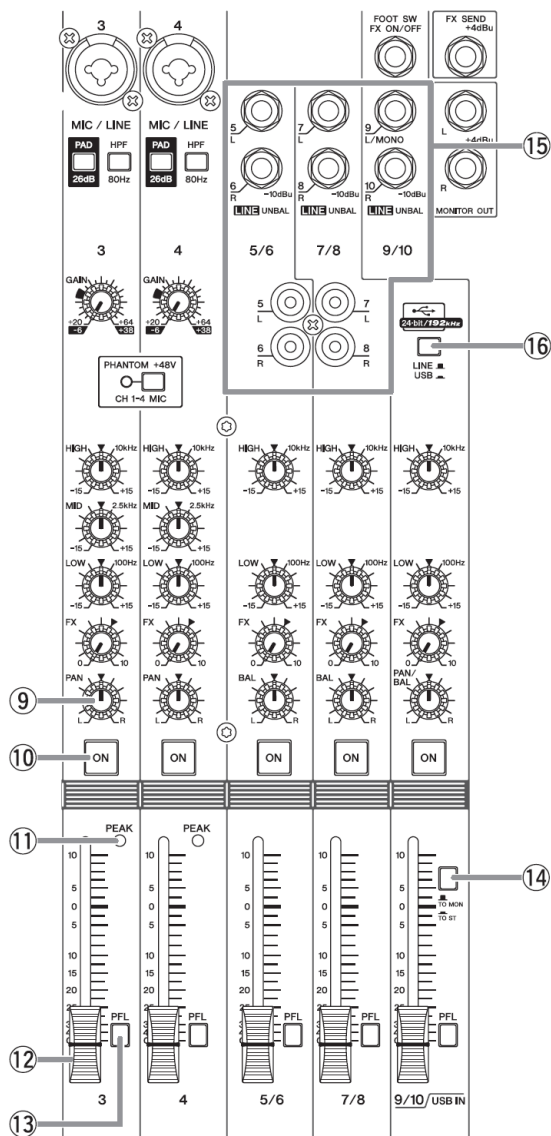 3 4
FOOT SW
FX ON/OFF
FX SEND
+4dBu
MIC / LINE MIC / LINE
PAD HPF PAD HPF
26dB 80Hz 26dB 80Hz
5
L
7
L
9
L/MONO
L
+4dBu
6
R
8
R
-10dBu
10
R
-10dBu
R
-10dBu
LINE UNBAL LINE UNBAL LINE UNBAL MONITOR OUT
⑮
3 4 5/6 7/8 9/10
GAIN GAIN
+20 +64 +20 +64
-6 +38 -6 +38
5
L
7
L
6
R
8
R
24-bit/192kHz
LINE
USB
⑯
PHANTOM +48V
CH 1-4 MIC
HIGH 10kHz HIGH 10kHz HIGH 10kHz HIGH 10kHz HIGH 10kHz
-15 +15 -15 +15 -15 +15 -15 +15 -15 +15
MID 2.5kHz MID 2.5kHz
-15 +15 -15 +15
LOW 100Hz LOW 100Hz LOW 100Hz LOW 100Hz LOW 100Hz
-15 +15 -15 +15 -15 +15 -15 +15 -15 +15
FX FX FX FX FX
0 10 0 10 0 10 0 10 0 10
⑨ PAN PAN BAL BAL PAN/
BAL
L R L R L R L R L R
⑩ ON ON ON ON ON
⑪ PEAK PEAK
10 10 10 10 10
5 5 5 5 5
⑭
0 0 0 0 0
TO MON
TO ST
5 5 5 5 5
10 10 10 10 10
15 15 15 15 15
20 20 20 20 20
25 25 25 25 25
PFL PFL PFL PFL PFL
⑫
3 4 5/6 7/8 9/10/USB IN
⑬